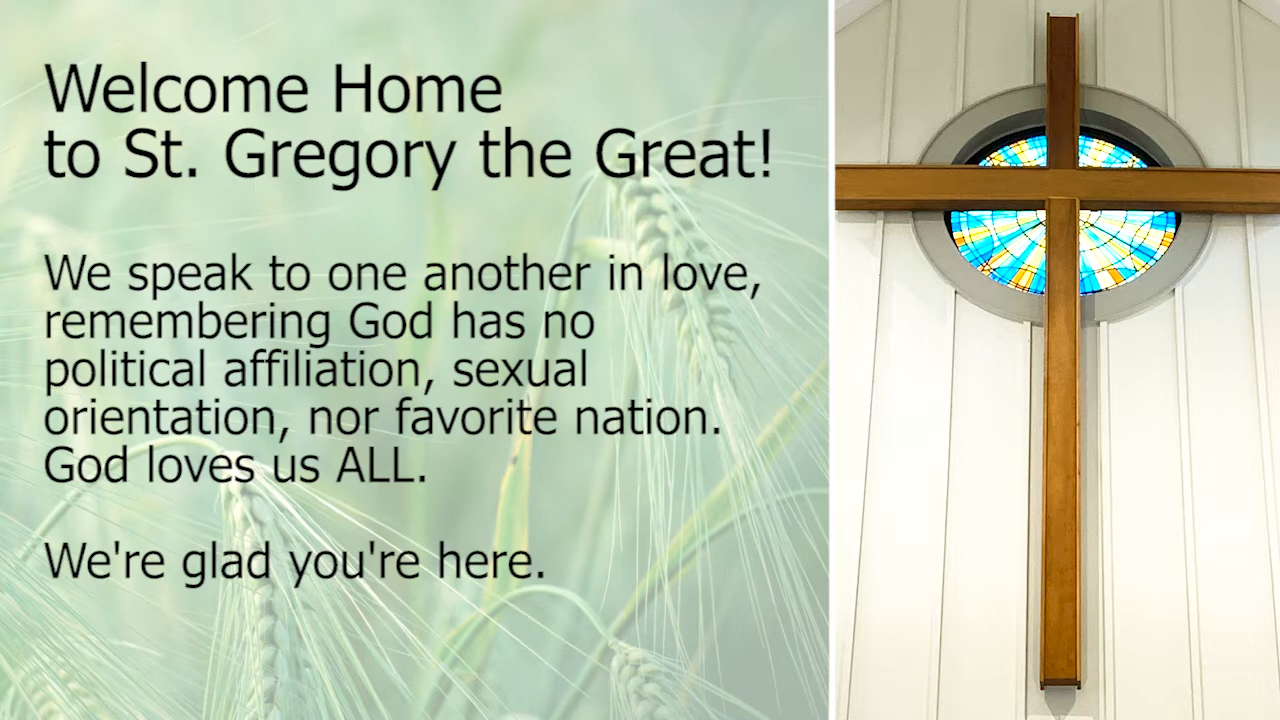 Welcome Home
to St. Gregory the Great!
We speak to one another in love,
remembering God has no
political affiliation, sexual
orientation, nor favorite nation.
God loves us ALL.
We're glad you're here.